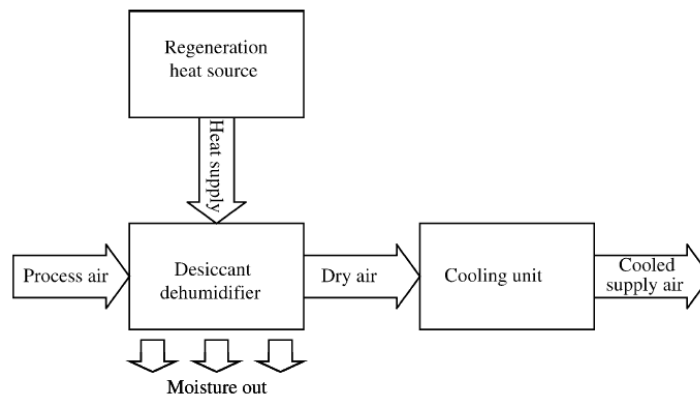 Regeneration
heat source
Heat supply
Process air
Desiccant
dehumidifier
Dry air
Cooling unit
Cooled
supply air
Moisture out